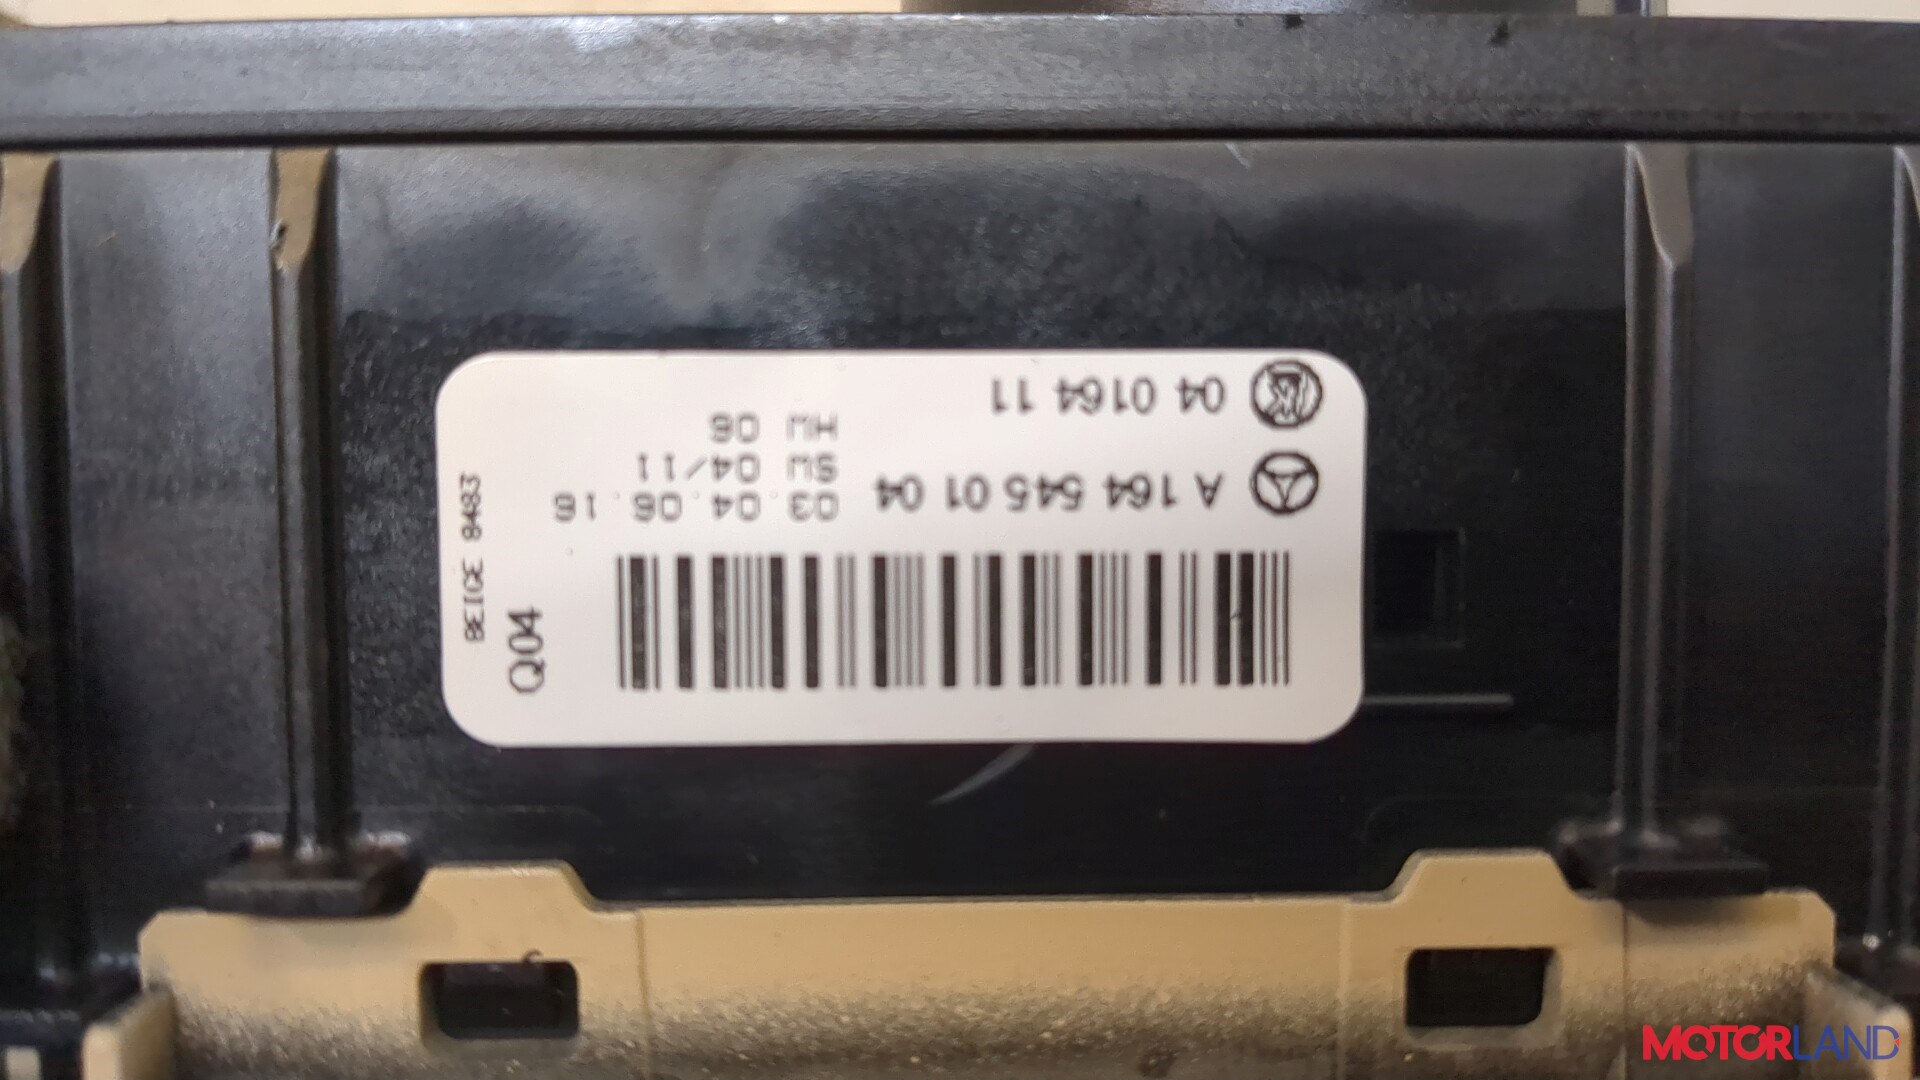 04 0164 11
HW 06
SW 04/11
A 164 545 01 04
03.04.06.16
BEIGE 8483
Q04
MOTORLAND